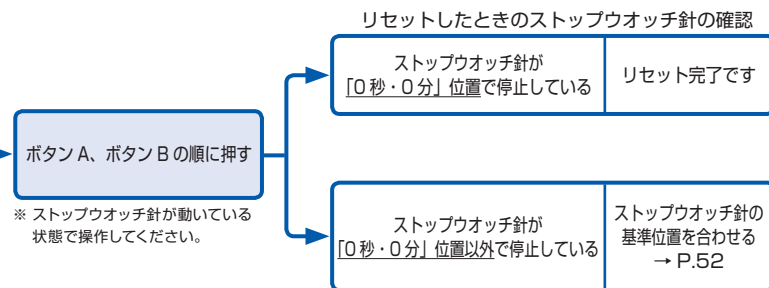 リセットしたときのストップウオッチ針の確認
ストップウオッチ針が
「0 秒・0 分」位置で停止している
リセット完了です
ボタン A、ボタン B の順に押す
※ ストップウオッチ針が動いている
状態で操作してください。
ストップウオッチ針が
「0 秒・0 分」位置以外で停止している
ストップウオッチ針の
基準位置を合わせる
→ P.52